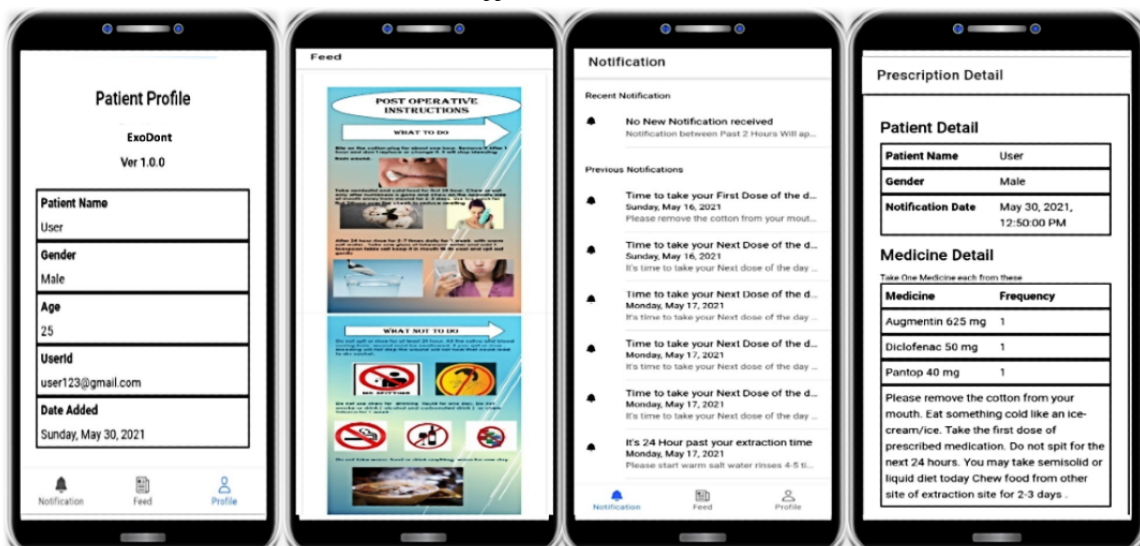 Patient Profile
ExoDont
Ver 1.0.0
Patient Name
User
Gender
Male
Age
25
UserId
user123@gmail.com
Date Added
Sunday, May 30, 2021
Notification
Feed
Profile
Feed
POST OPERATIVE
INSTRUCTIONS
WHAT TO DO
WHAT NOT TO DO
Notification
Recent Notification
No New Notification received
Notification between Past 2 Hours Will ap...
Previous Notifications
Time to take your First Dose of the d...
Sunday, May 16, 2021
Please remove the cotton from your mout...
Time to take your Next Dose of the d...
Sunday, May 16, 2021
It's time to take your Next dose of the day ...
Time to take your Next Dose of the d...
Monday, May 17, 2021
It's time to take your Next dose of the day ...
Time to take your Next Dose of the d...
Monday, May 17, 2021
It's time to take your Next dose of the day ...
Time to take your Next Dose of the d...
Monday, May 17, 2021
It's time to take your Next dose of the day ...
It's 24 Hour past your extraction time
Monday, May 17, 2021
Please start warm salt water rinses 4-5 ti...
Notification
Feed
Profile
Prescription Detail
Patient Detail
Patient Name User
Gender Male
Notification Date May 30, 2021,
12:50:00 PM
Medicine Detail
Take One Medicine each from these
Medicine Frequency
Augmentin 625 mg 1
Diclofenac 50 mg 1
Pantop 40 mg 1
Please remove the cotton from your
mouth. Eat something cold like an ice-
cream/ice. Take the first dose of
prescribed medication. Do not spit for the
next 24 hours. You may take semisolid or
liquid diet today Chew food from other
site of extraction site for 2-3 days .